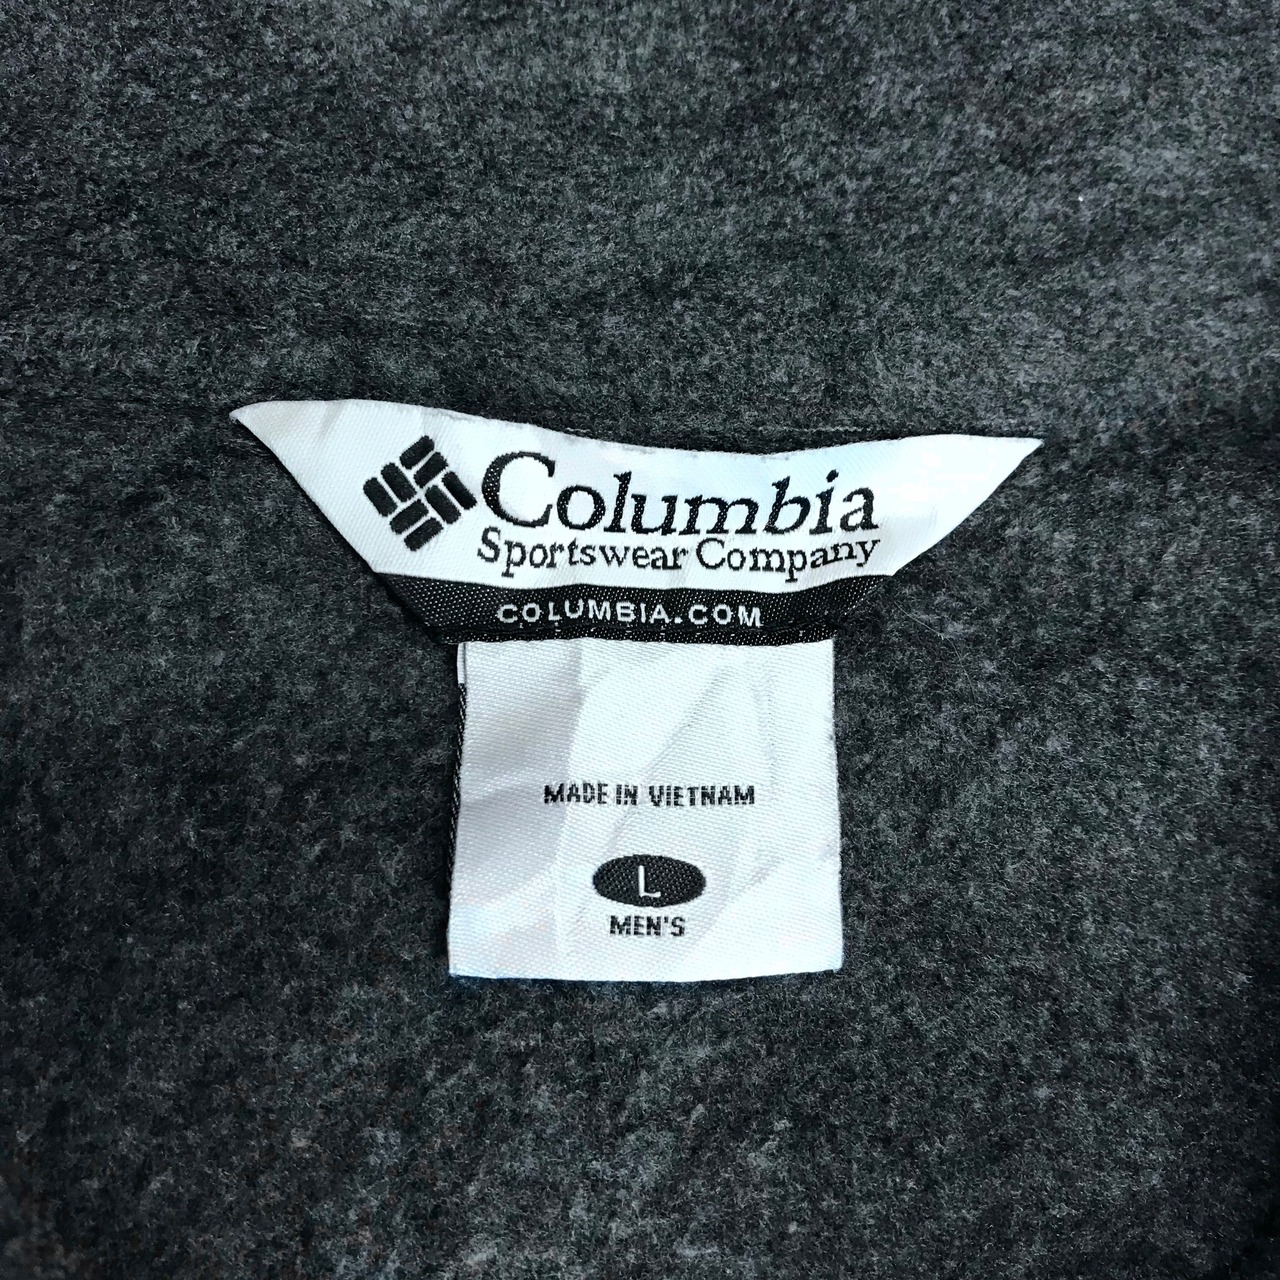 Columbia
Sportswear Company
COLUMBIA.COM
MADE IN VIETNAM
L
MEN'S